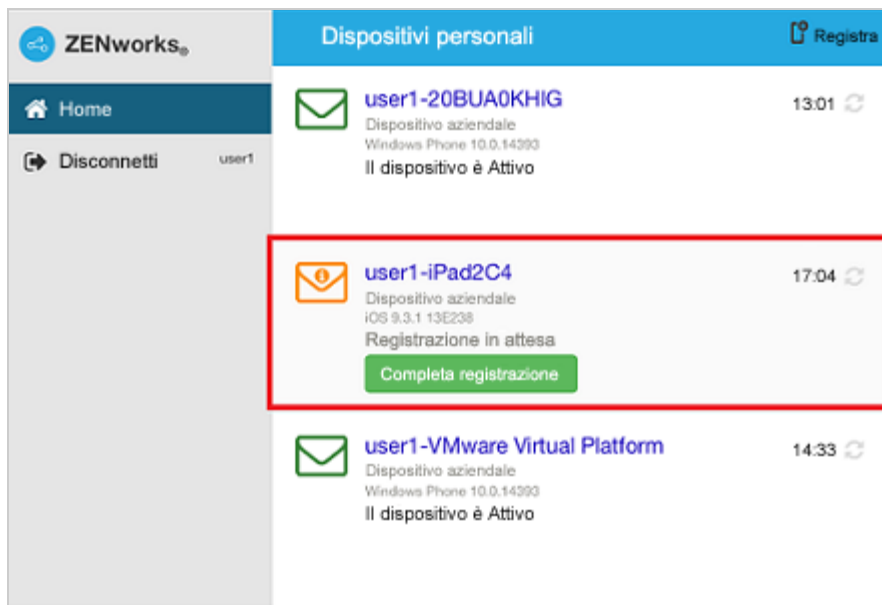 ZENworks®
Dispositivi personali
Registra
Home
Disconnetti
user1
user1-20BUA0KHIG
13:01
Dispositivo aziendale
Windows Phone 10.0.14393
Il dispositivo è Attivo
user1-iPad2C4
17:04
Dispositivo aziendale
iOS 9.3.1 13E238
Registrazione in attesa
Completa registrazione
user1-VMware Virtual Platform
14:33
Dispositivo aziendale
Windows Phone 10.0.14393
Il dispositivo è Attivo